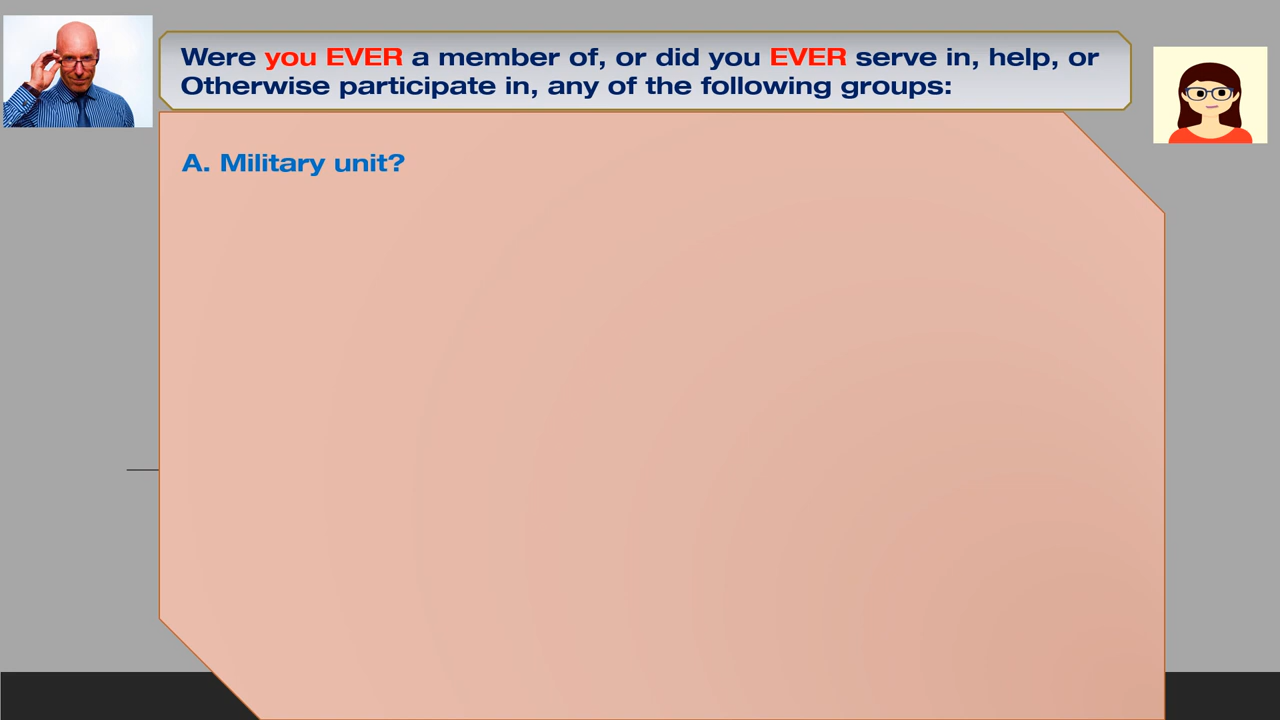 Were you EVER a member of, or did you EVER serve in, help, or
Otherwise participate in, any of the following groups:
A. Military unit?